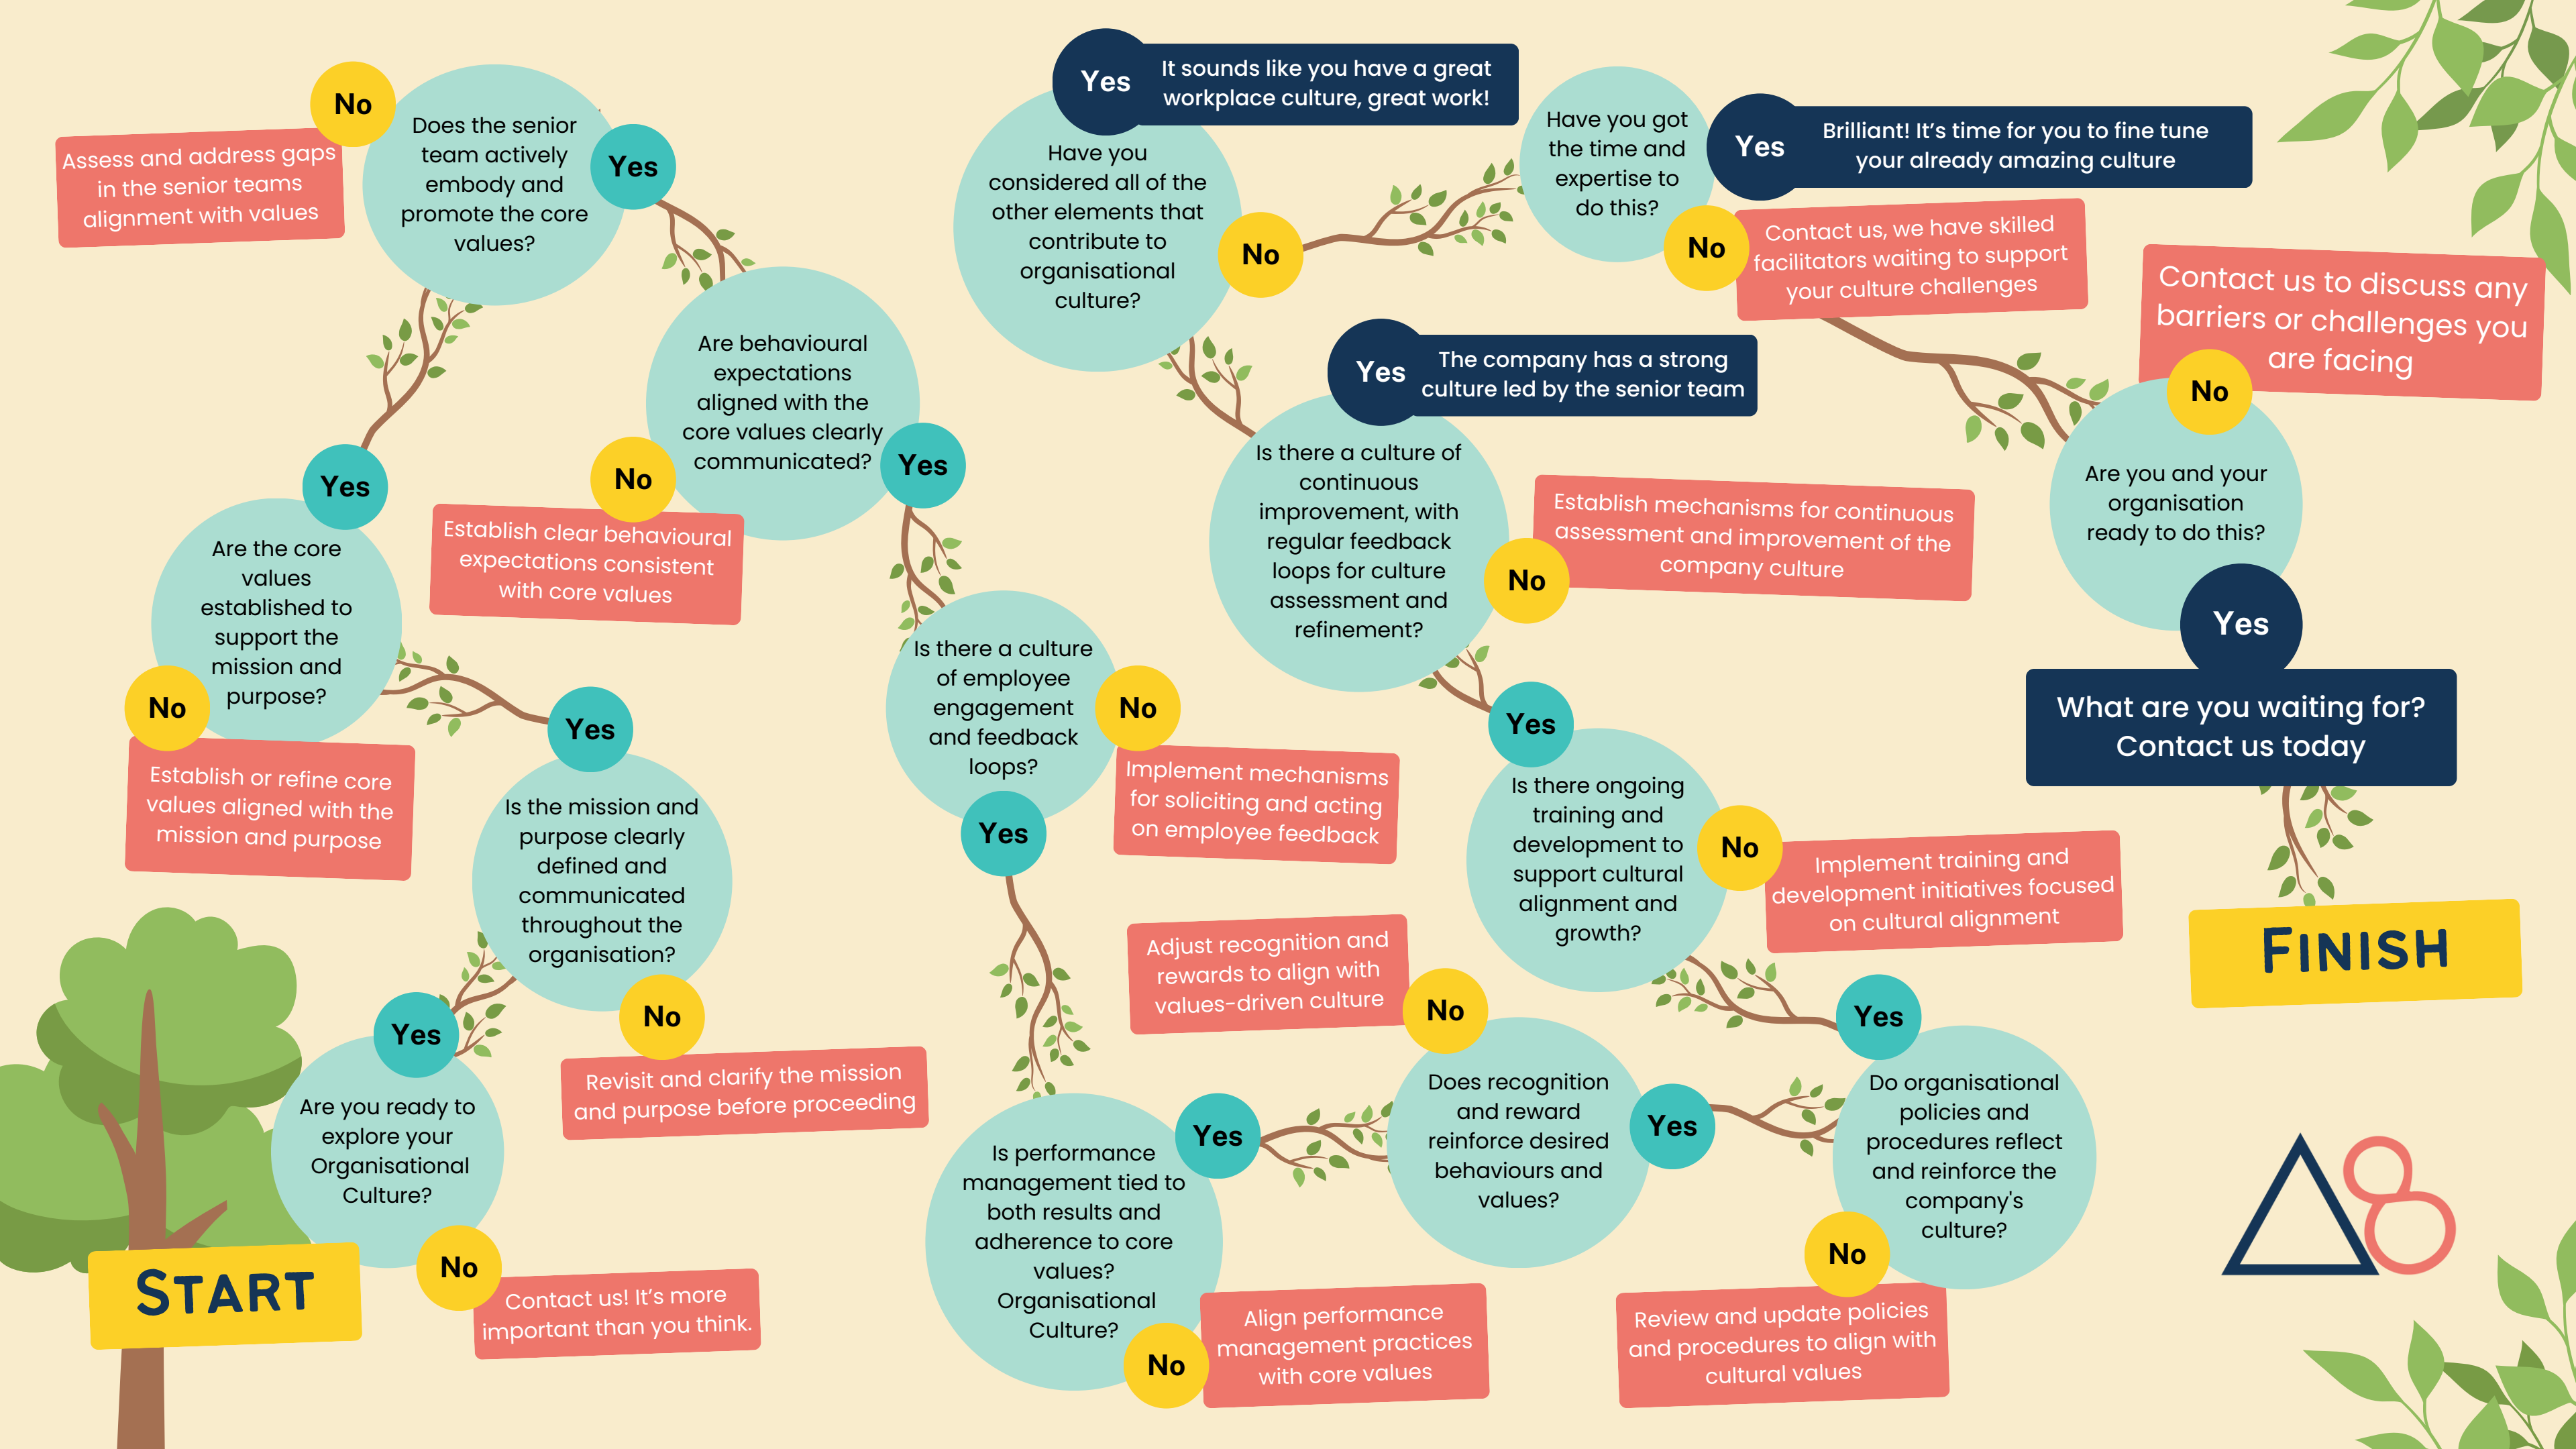 START
Are you ready to
explore your
Organisational
Culture?
No
Contact us! It’s more
important than you think.
Yes
Is the mission and
purpose clearly
defined and
communicated
throughout the
organisation?
No
Revisit and clarify the mission
and purpose before proceeding
Yes
Are the core
values
established to
support the
mission and
purpose?
No
Establish or refine core
values aligned with the
mission and purpose
Yes
Does the senior
team actively
embody and
promote the core
values?
No
Assess and address gaps
in the senior teams
alignment with values
Yes
Are behavioural
expectations
aligned with the
core values clearly
communicated?
No
Establish clear behavioural
expectations consistent
with core values
Yes
Is there a culture
of employee
engagement
and feedback
loops?
No
Implement mechanisms
for soliciting and acting
on employee feedback
Yes
Is performance
management tied to
both results and
adherence to core
values?
Organisational
Culture?
No
Align performance
management practices
with core values
Yes
Does recognition
and reward
reinforce desired
behaviours and
values?
No
Adjust recognition and
rewards to align with
values-driven culture
Yes
Do organisational
policies and
procedures reflect
and reinforce the
company's
culture?
No
Review and update policies
and procedures to align with
cultural values
Yes
Is there ongoing
training and
development to
support cultural
alignment and
growth?
No
Implement training and
development initiatives focused
on cultural alignment
Yes
Is there a culture of
continuous
improvement, with
regular feedback
loops for culture
assessment and
refinement?
No
Establish mechanisms for continuous
assessment and improvement of the
company culture
Yes
The company has a strong
culture led by the senior team
Have you
considered all of the
other elements that
contribute to
organisational
culture?
Yes
It sounds like you have a great
workplace culture, great work!
No
Have you got
the time and
expertise to
do this?
Yes
Brilliant! It’s time for you to fine tune
your already amazing culture
No
Contact us, we have skilled
facilitators waiting to support
your culture challenges
Are you and your
organisation
ready to do this?
No
Contact us to discuss any
barriers or challenges you
are facing
Yes
What are you waiting for?
Contact us today
FINISH